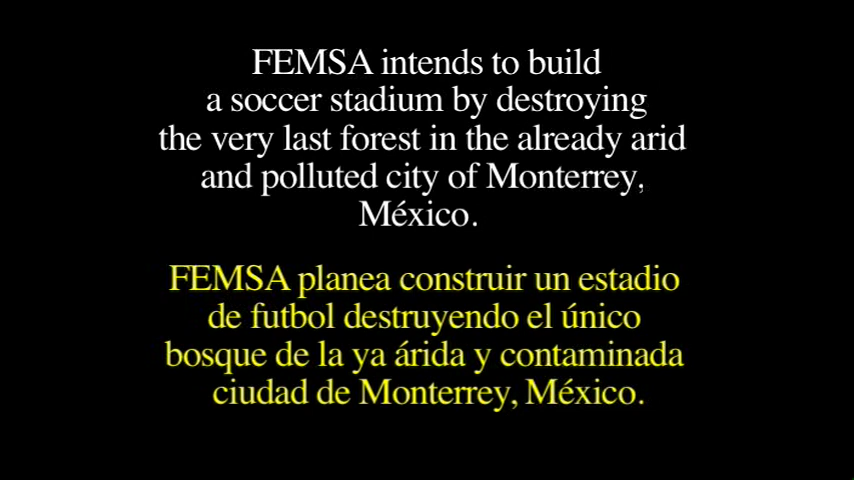 FEMSA intends to build
a soccer stadium by destroying
the very last forest in the already arid
and polluted city of Monterrey,
México.
FEMSA planea construir un estadio
de futbol destruyendo el único
bosque de la ya árida y contaminada
ciudad de Monterrey, México.